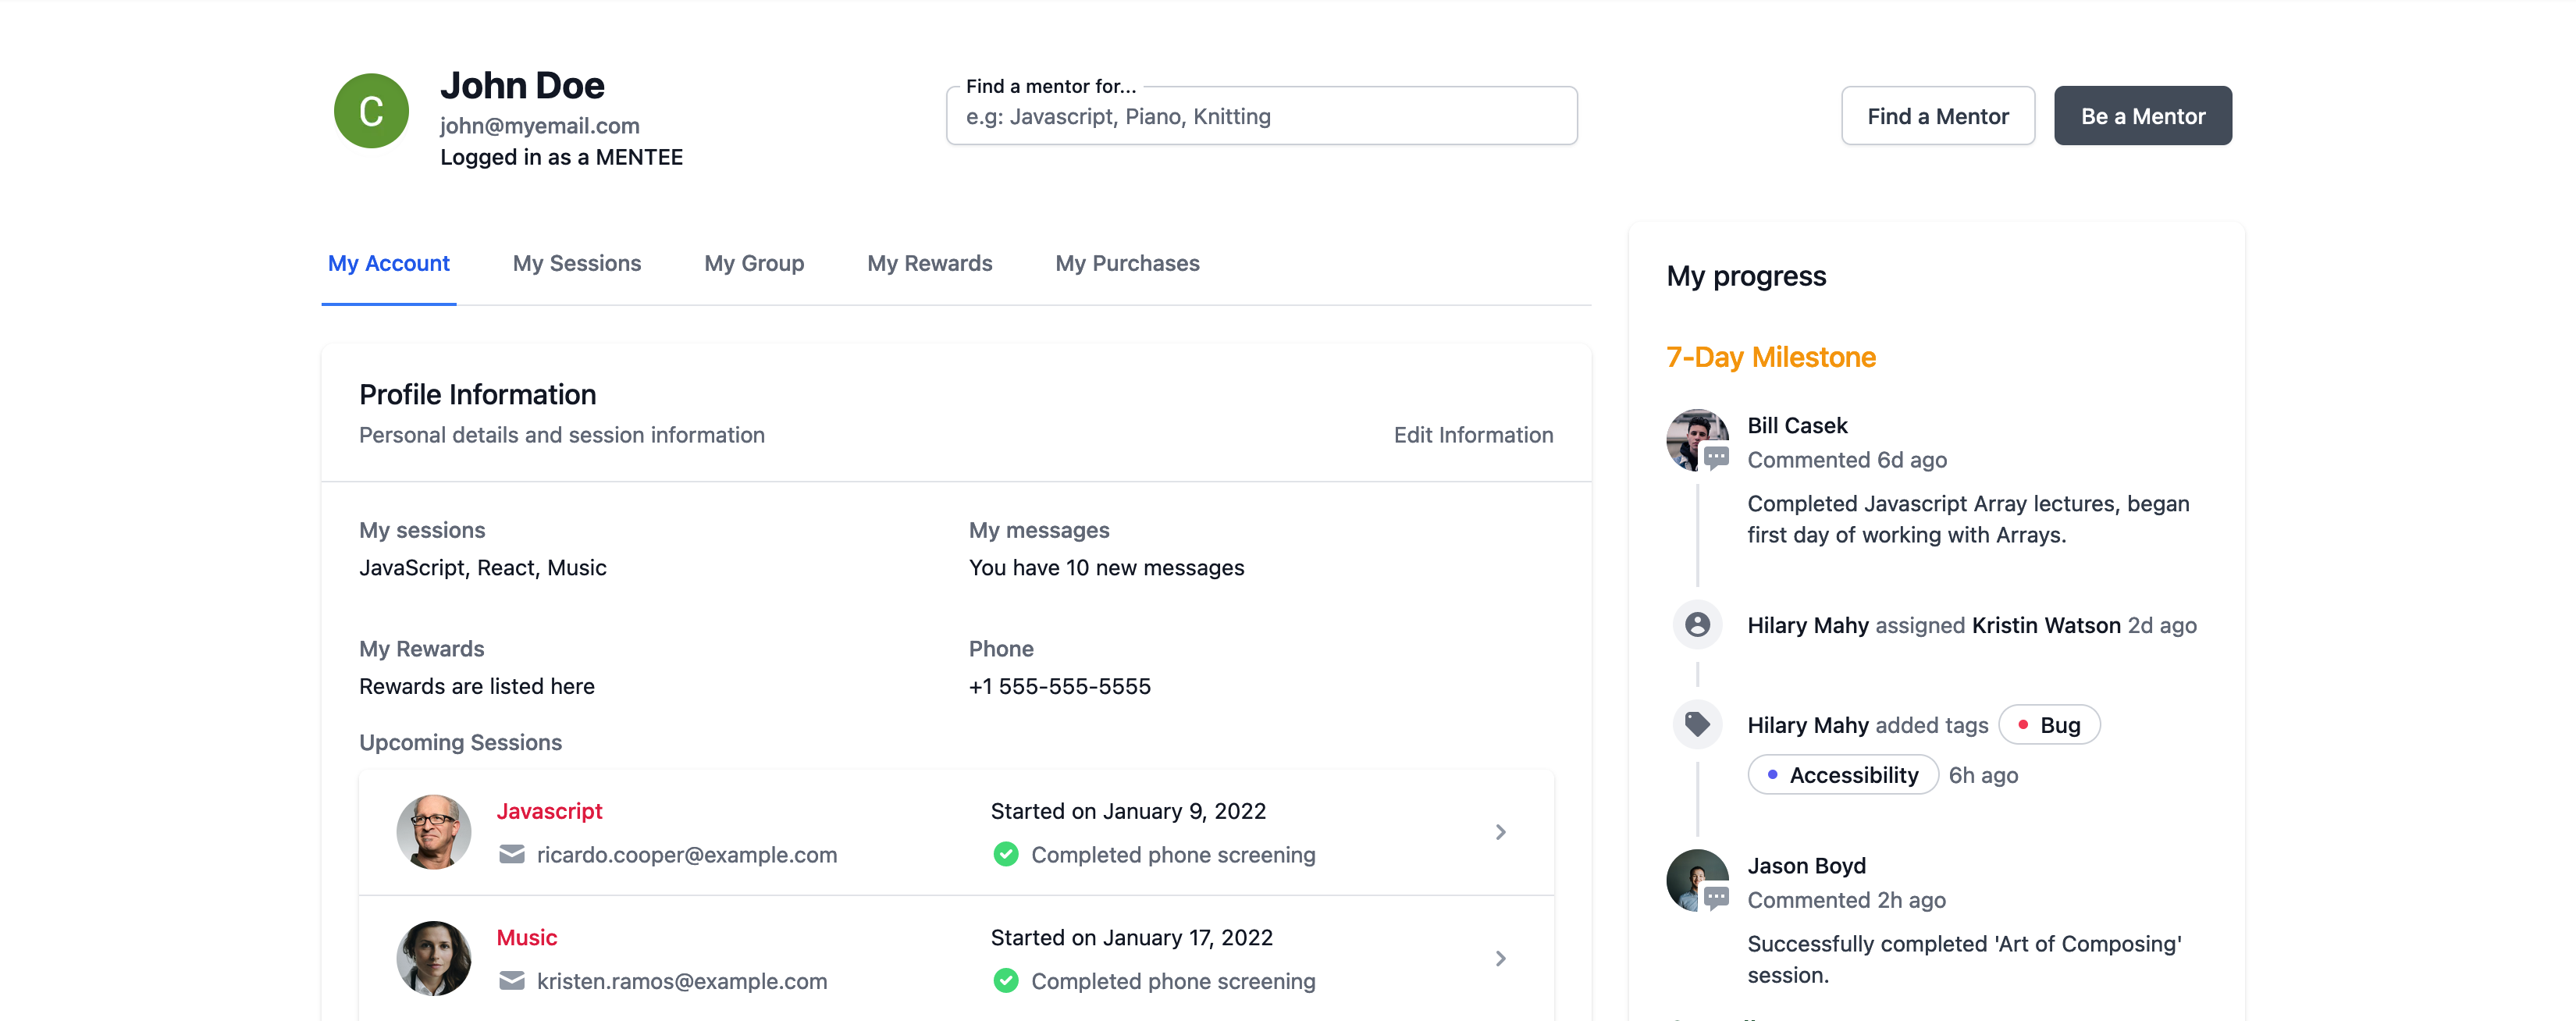 C
John Doe
john@myemail.com
Logged in as a MENTEE
Find a mentor for...
e.g: Javascript, Piano, Knitting
Find a Mentor
Be a Mentor
My Account
My Sessions
My Group
My Rewards
My Purchases
Profile Information
Personal details and session information
Edit Information
My sessions
JavaScript, React, Music
My messages
You have 10 new messages
My Rewards
Rewards are listed here
Phone
+1 555-555-5555
Upcoming Sessions
Javascript
ricardo.cooper@example.com
Started on January 9, 2022
Completed phone screening
Music
kristen.ramos@example.com
Started on January 17, 2022
Completed phone screening
My progress
7-Day Milestone
Bill Casek
Commented 6d ago
Completed Javascript Array lectures, began
first day of working with Arrays.
Hilary Mahy assigned Kristin Watson 2d ago
Hilary Mahy added tags Bug
Accessibility 6h ago
Jason Boyd
Commented 2h ago
Successfully completed 'Art of Composing'
session.